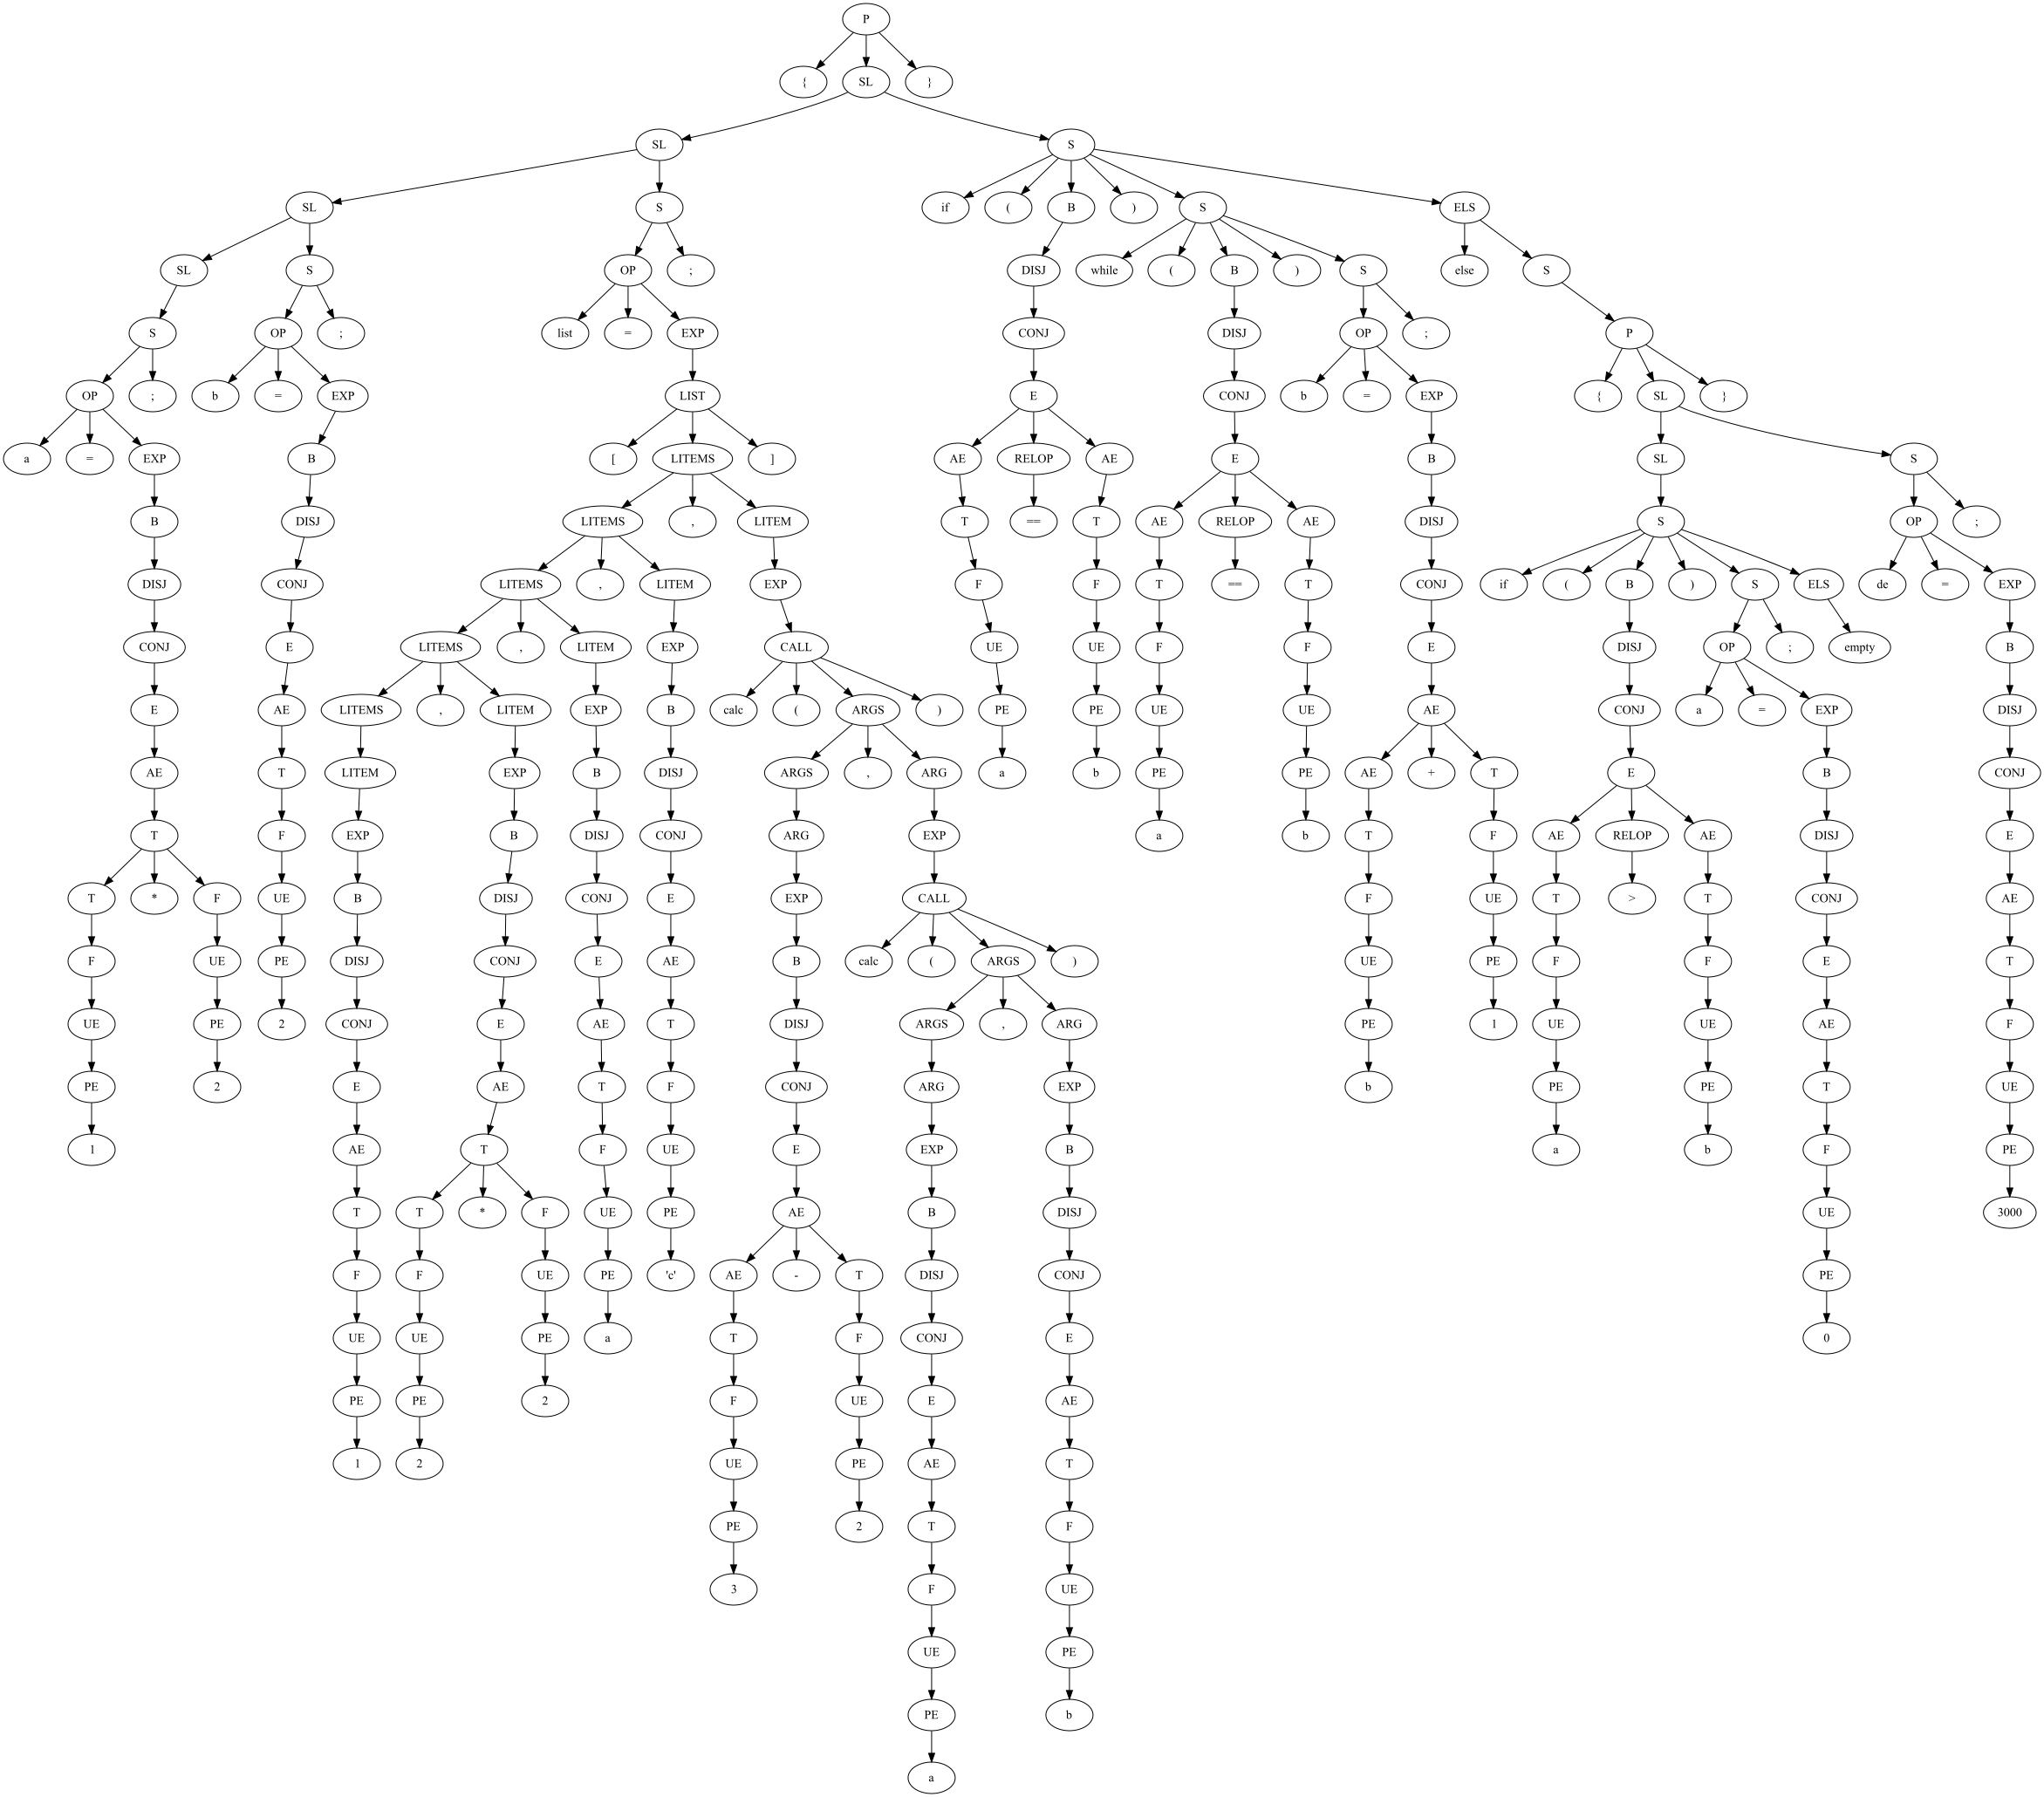 P
{ SL }
SL S
SL S if ( B ) S ELS
SL S OP ; DISJ while ( B ) S else S
S OP ; list = EXP CONJ DISJ OP ; P
OP ; b = EXP LIST E CONJ b = EXP { SL }
a = EXP B [ LITEMS ] AE RELOP AE E B SL S
B DISJ LITEMS , LITEM T == T AE RELOP AE DISJ S OP ;
DISJ CONJ LITEMS , LITEM EXP F F T == T CONJ if ( B ) S ELS de = EXP
CONJ E LITEMS , LITEM EXP CALL UE UE F F E DISJ OP ; empty B
E AE LITEMS , LITEM EXP B calc ( ARGS ) PE PE UE UE AE CONJ a = EXP DISJ
AE T LITEM EXP B DISJ ARGS , ARG a b PE PE AE + T E B CONJ
T F EXP B DISJ CONJ ARG EXP a b T F AE RELOP AE DISJ E
T * F UE B DISJ CONJ E EXP CALL F UE T > T CONJ AE
F UE PE DISJ CONJ E AE B calc ( ARGS ) UE PE F F E T
UE PE 2 CONJ E AE T DISJ ARGS , ARG PE 1 UE UE AE F
PE 2 E AE T F CONJ ARG EXP b PE PE T UE
1 AE T F UE E EXP B a b F PE
T T * F UE PE AE B DISJ UE 3000
F F UE PE 'c' AE - T DISJ CONJ PE
UE UE PE a T F CONJ E 0
PE PE 2 F UE E AE
1 2 UE PE AE T
PE 2 T F
3 F UE
UE PE
PE b
a